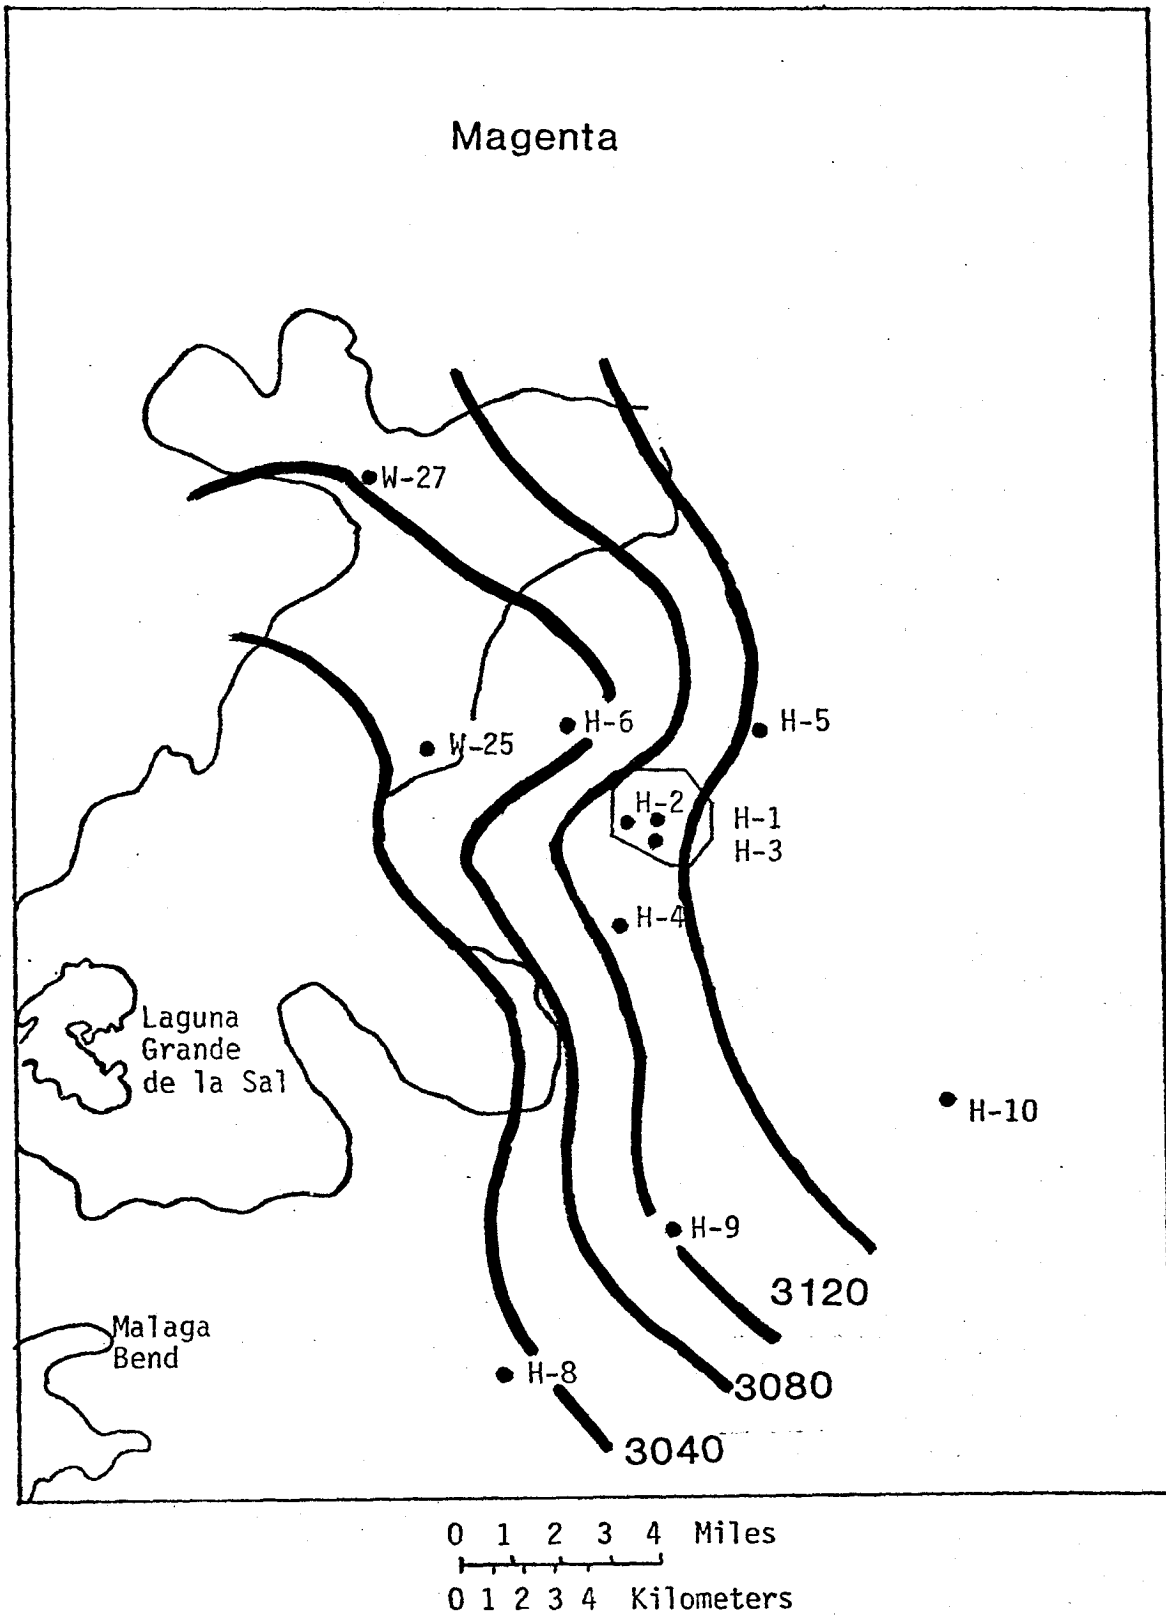 Magenta
W-27
H-6
H-5
W-25
H-2
H-1
H-3
H-4
Laguna
Grande
de la Sal
H-10
H-9
3120
Malaga
Bend
H-8
3080
3040
0 1 2 3 4 Miles
0 1 2 3 4 Kilometers